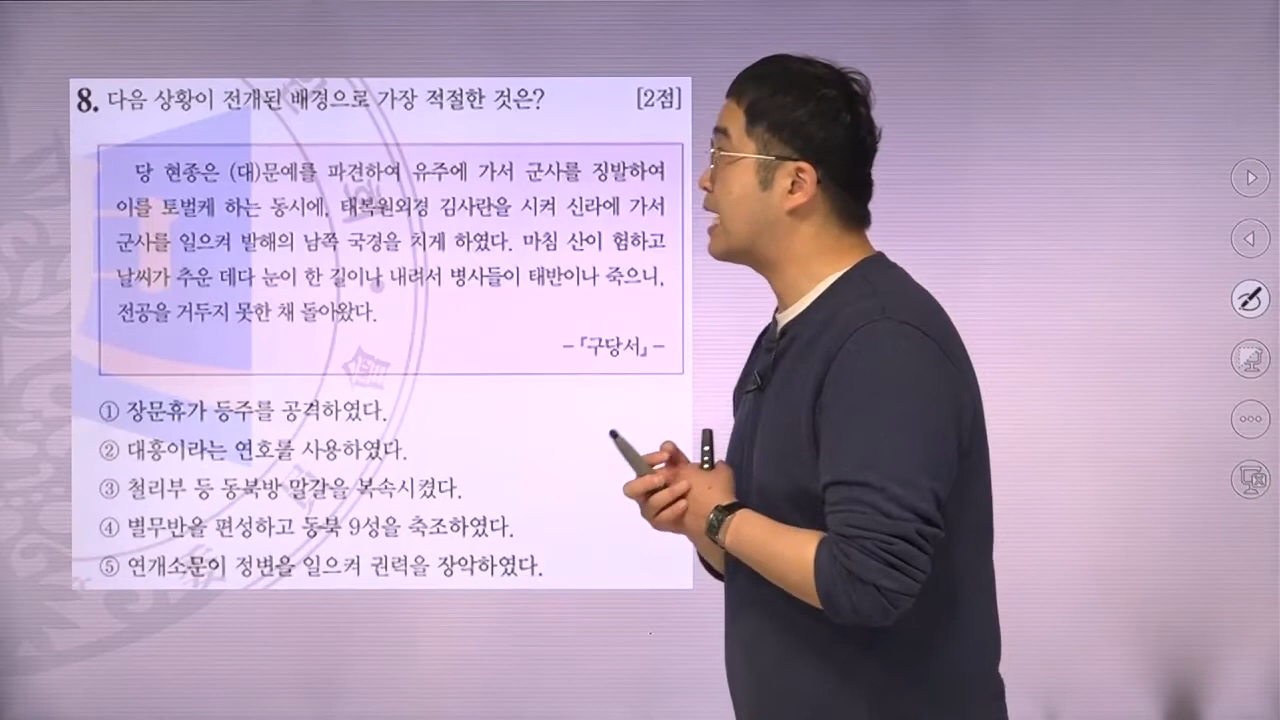 8. 다음 상황이 전개된 배경으로 가장 적절한 것은? [2점]
당 현종은 (대)문예를 파견하여 유주에 가서 군사를 징발하여
이를 토벌케 하는 동시에, 태복원외경 김사란을 시켜 신라에 가서
군사를 일으켜 발해의 남쪽 국경을 치게 하였다. 마침 산이 험하고
날씨가 추운 데다 눈이 한 길이나 내려서 병사들이 태반이나 죽으니,
전공을 거두지 못한 채 돌아왔다.
-『구당서』-
① 장문휴가 등주를 공격하였다.
② 대흥이라는 연호를 사용하였다.
③ 철리부 등 동북방 말갈을 복속시켰다.
④ 별무반을 편성하고 동북 9성을 축조하였다.
⑤ 연개소문이 정변을 일으켜 권력을 장악하였다.